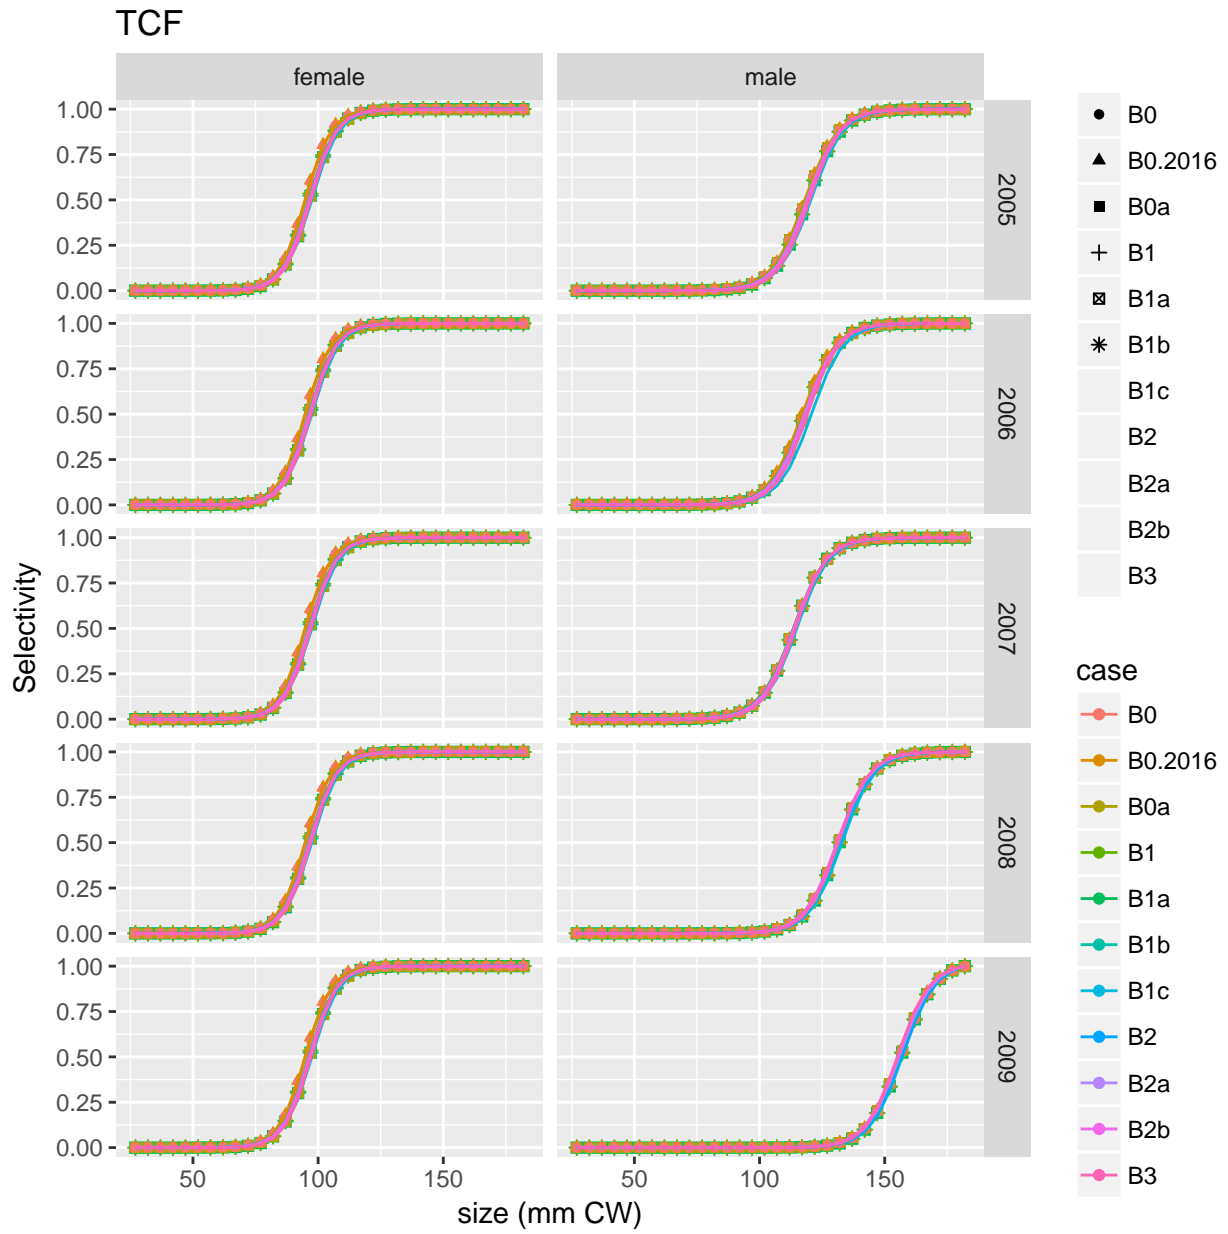 TCF
female
male
1.00
0.75
0.50
0.25
0.00
2005
1.00
0.75
0.50
0.25
0.00
2006
1.00
0.75
0.50
0.25
0.00
2007
1.00
0.75
0.50
0.25
0.00
2008
1.00
0.75
0.50
0.25
0.00
2009
Selectivity
50
100
150
50
100
150
size (mm CW)
B0
B0.2016
B0a
B1
B1a
B1b
B1c
B2
B2a
B2b
B3
case
B0
B0.2016
B0a
B1
B1a
B1b
B1c
B2
B2a
B2b
B3